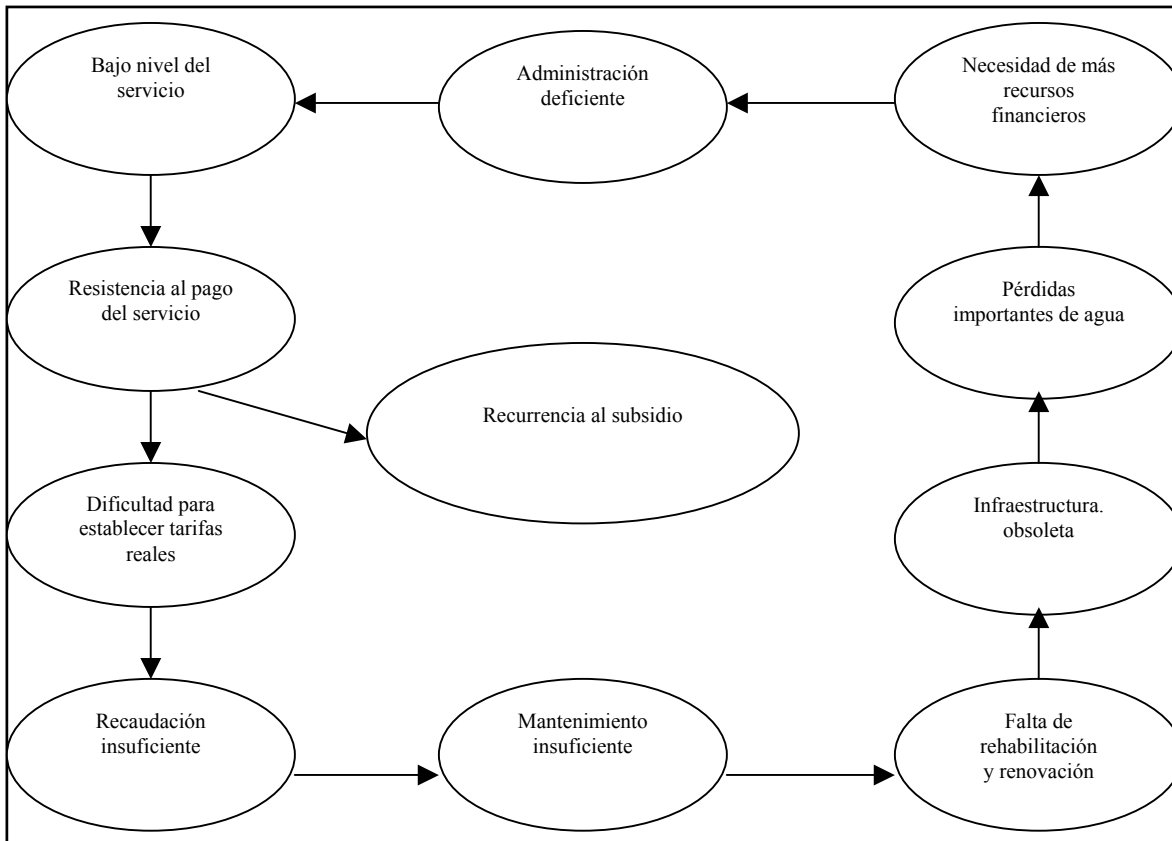 Bajo nivel del
servicio
Administración
deficiente
Necesidad de más
recursos
financieros
Resistencia al pago
del servicio
Pérdidas
importantes de agua
Recurrencia al subsidio
Dificultad para
establecer tarifas
reales
Infraestructura.
obsoleta
Recaudación
insuficiente
Mantenimiento
insuficiente
Falta de
rehabilitación
y renovación